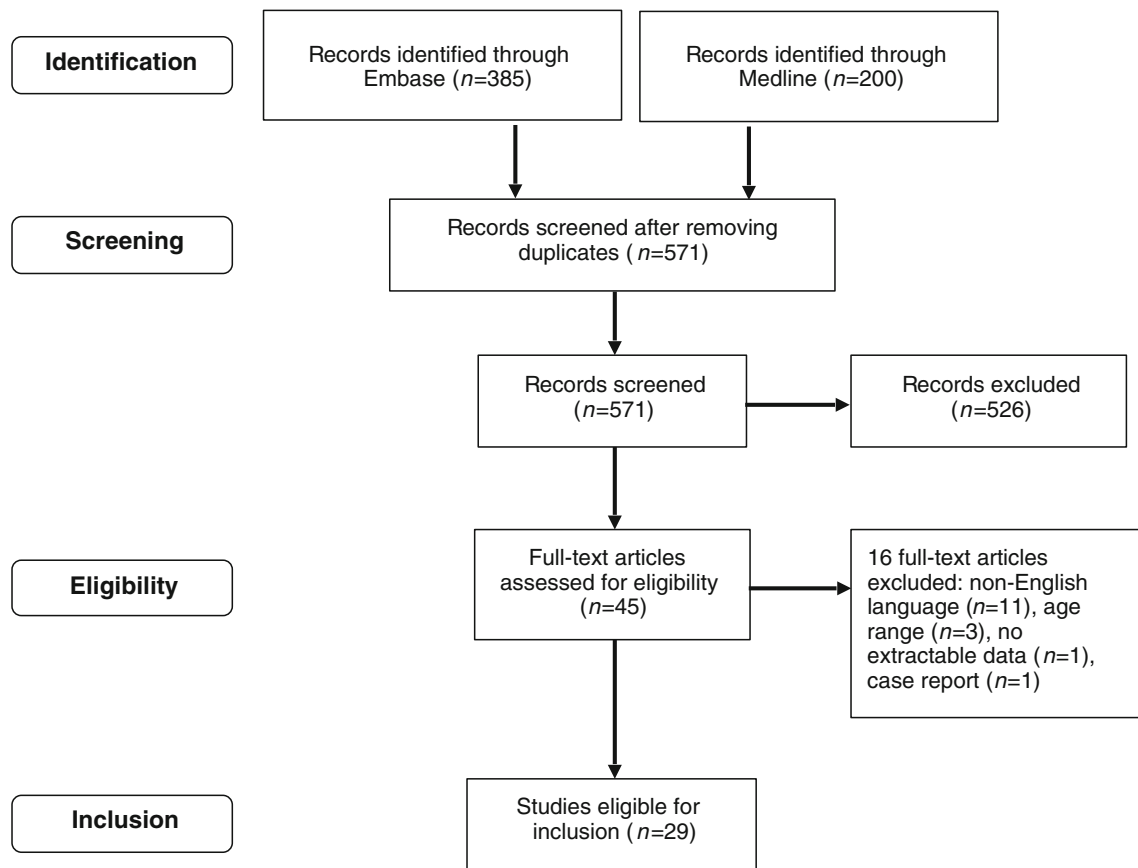 Identification
Records identified through
Embase (n=385)
Records identified through
Medline (n=200)
Screening
Records screened after removing
duplicates (n=571)
Records screened
(n=571)
Records excluded
(n=526)
Eligibility
Full-text articles
assessed for eligibility
(n=45)
16 full-text articles
excluded: non-English
language (n=11), age
range (n=3), no
extractable data (n=1),
case report (n=1)
Inclusion
Studies eligible for
inclusion (n=29)